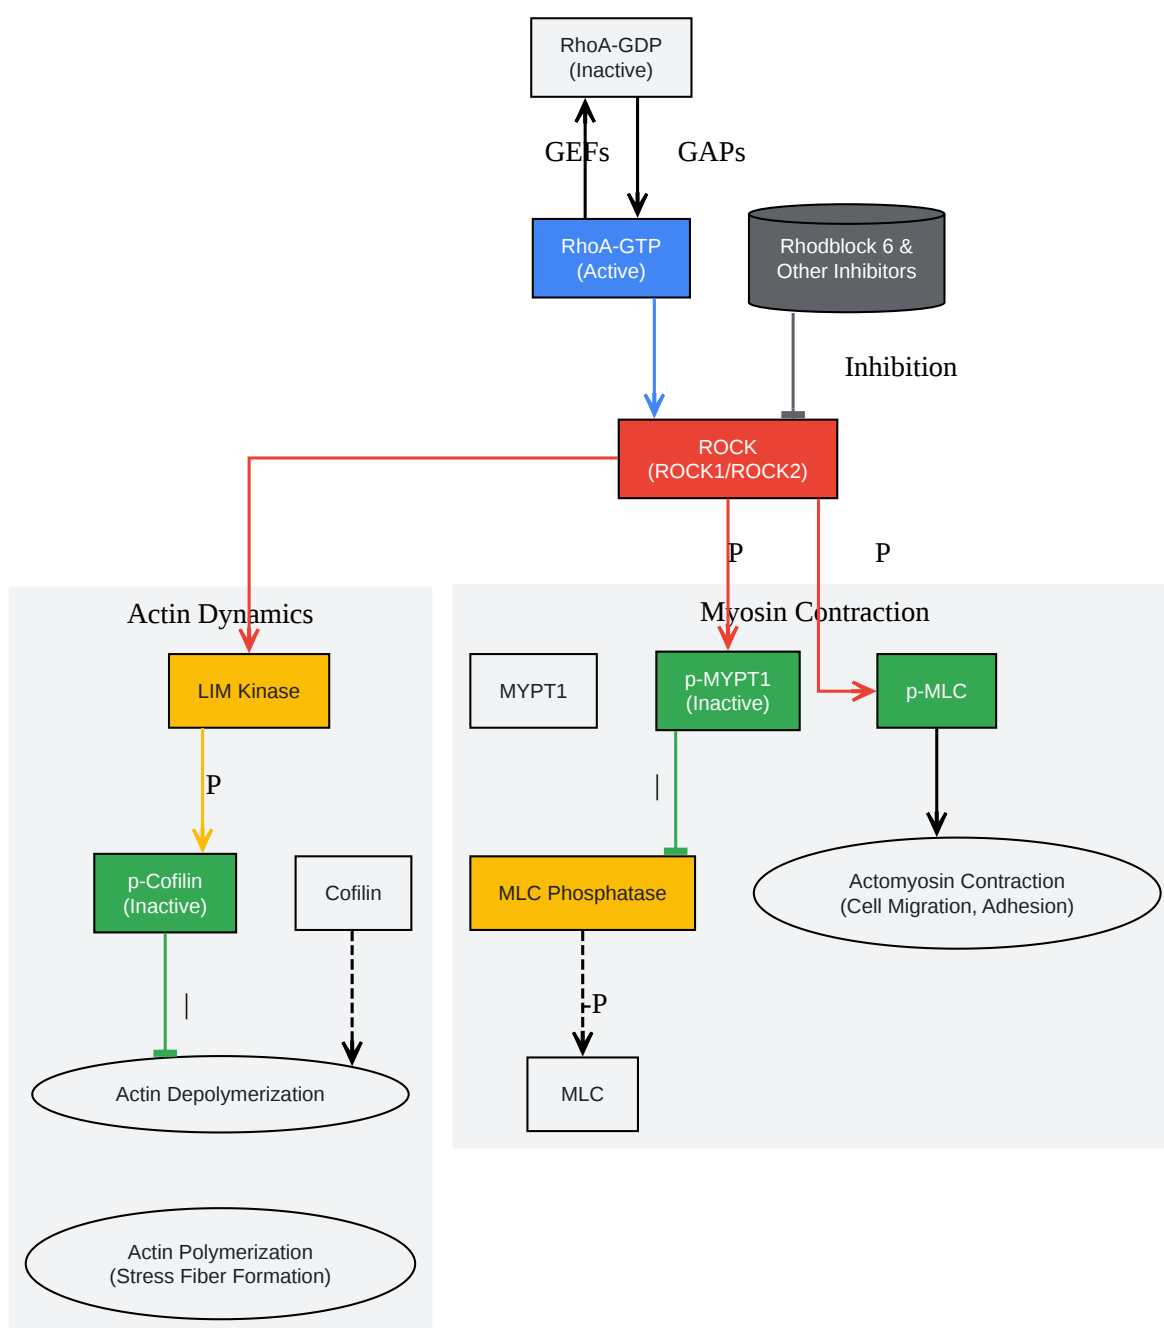 RhoA-GDP
(Inactive)
GEFs
GAPs
RhoA-GTP
(Active)
Rhodblock 6 &
Other Inhibitors
Inhibition
ROCK
(ROCK1/ROCK2)
P
P
Actin Dynamics
Myosin Contraction
LIM Kinase
MYPT1
p-MYPT1
(Inactive)
p-MLC
P
|
p-Cofilin
(Inactive)
Cofilin
MLC Phosphatase
Actomyosin Contraction
(Cell Migration, Adhesion)
|
-P
Actin Depolymerization
MLC
Actin Polymerization
(Stress Fiber Formation)